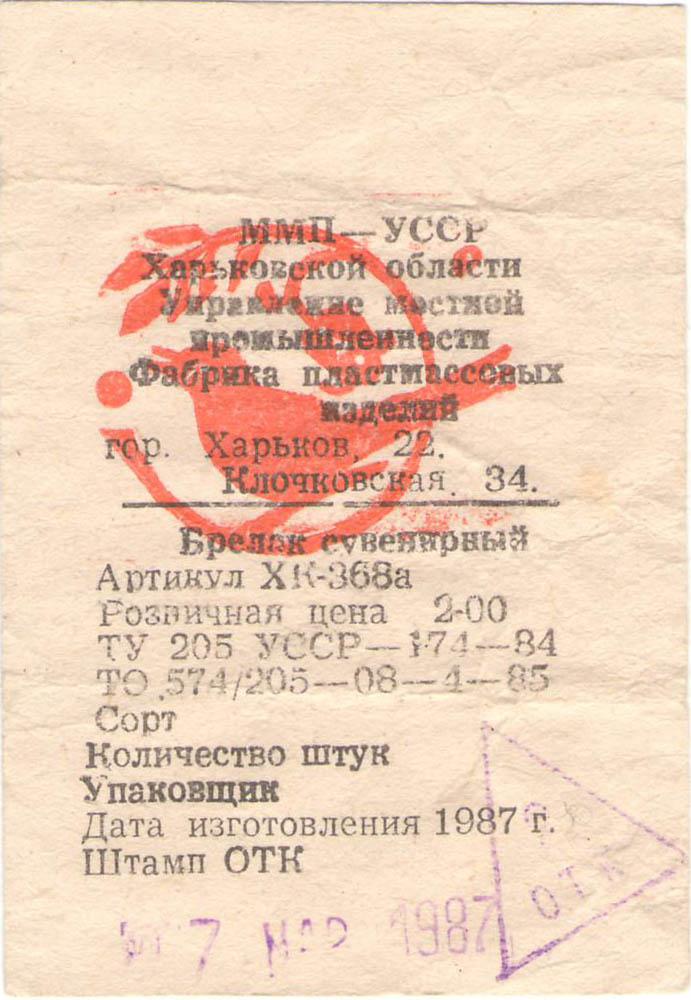 ММП—УССР
Харьковской области
Управление местной
промышленности
Фабрика пластмассовых
изделий
гор. Харьков, 22.
Клочковская, 34.
Брелак сувенирный
Артикул ХК-368а
Розничная цена 2-00
ТУ 205 УССР—174—84
ТО 574/205—08—4—85
Сорт
Количество штук
Упаковщик
Дата изготовления 1987 г.
Штамп ОТК
ОТК
7 МАР 1987